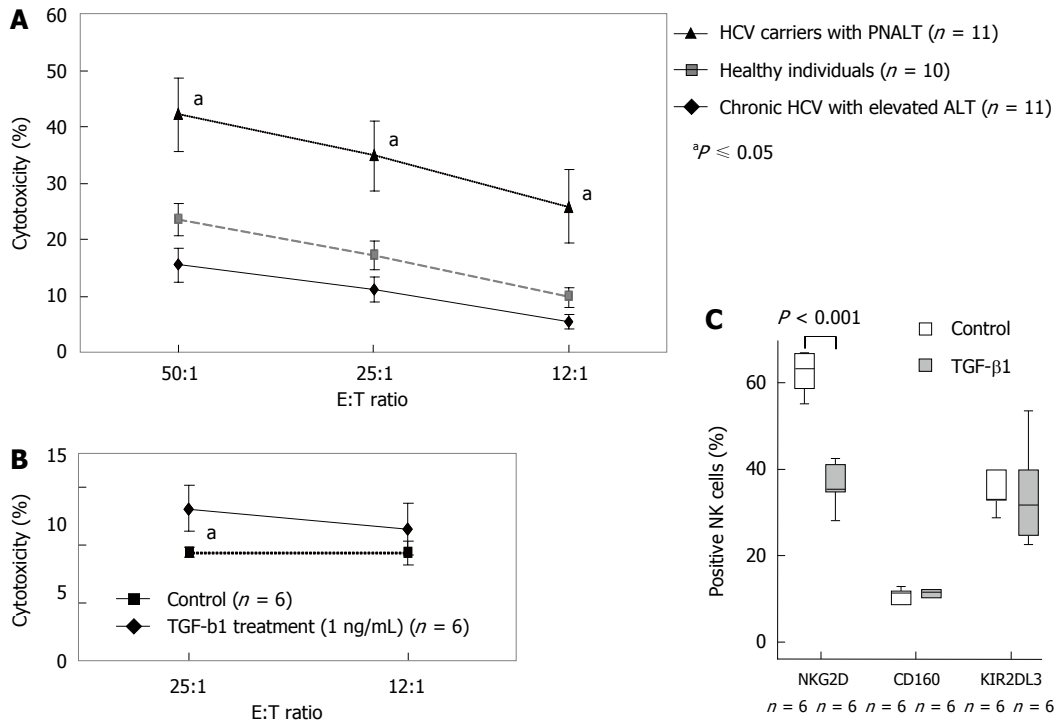 A
60
50
40
30
20
10
0
Cytotoxicity (%)
a
a
a
50:1
25:1
12:1
E:T ratio
HCV carriers with PNALT (n = 11)
Healthy individuals (n = 10)
Chronic HCV with elevated ALT (n = 11)
aP ≤ 0.05
B
15
10
5
0
Cytotoxicity (%)
a
Control (n = 6)
TGF-b1 treatment (1 ng/mL) (n = 6)
25:1
12:1
E:T ratio
C
P < 0.001
Control
TGF-β1
60
40
20
0
Positive NK cells (%)
NKG2D
CD160
KIR2DL3
n = 6 n = 6 n = 6 n = 6 n = 6 n = 6